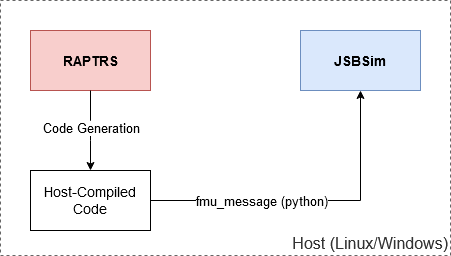 RAPTRS
JSBSim
Code Generation
Host-Compiled
Code
fmu_message (python)
Host (Linux/Windows)